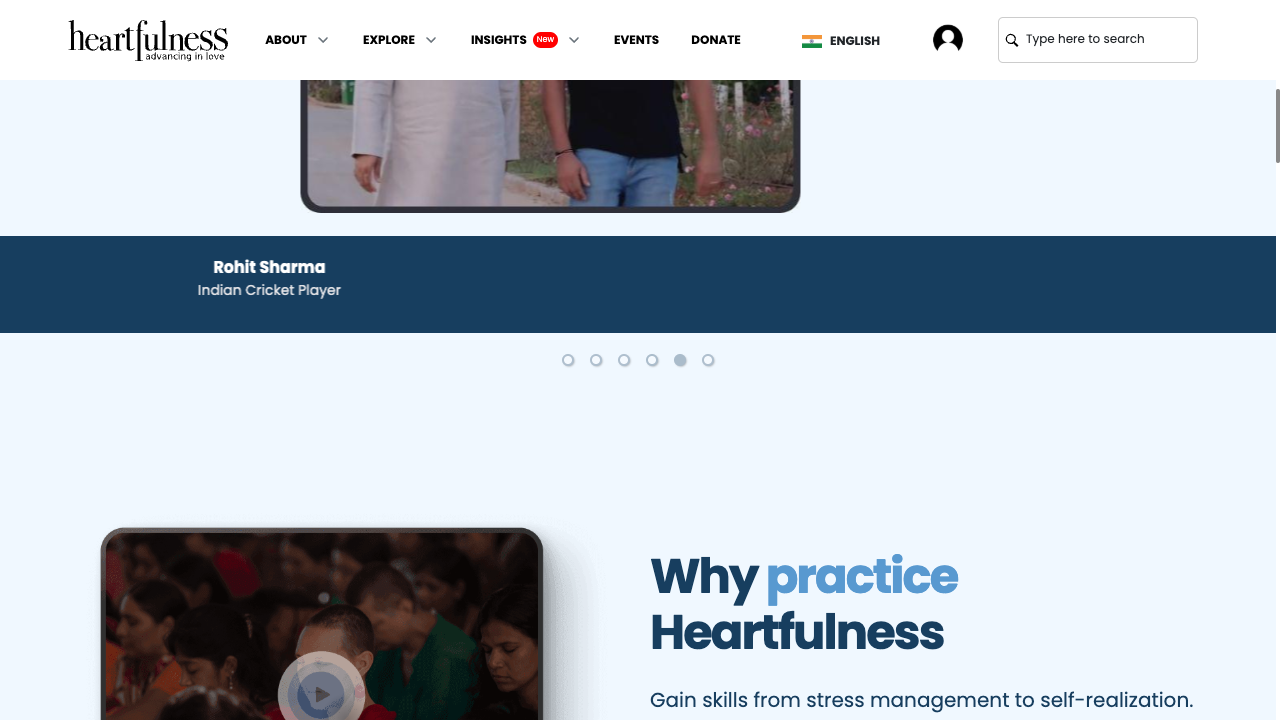 heartfulness
advancing in love
ABOUT
EXPLORE
INSIGHTS New
EVENTS
DONATE
ENGLISH
Type here to search
Rohit Sharma
Indian Cricket Player
Why practice
Heartfulness
Gain skills from stress management to self-realization.